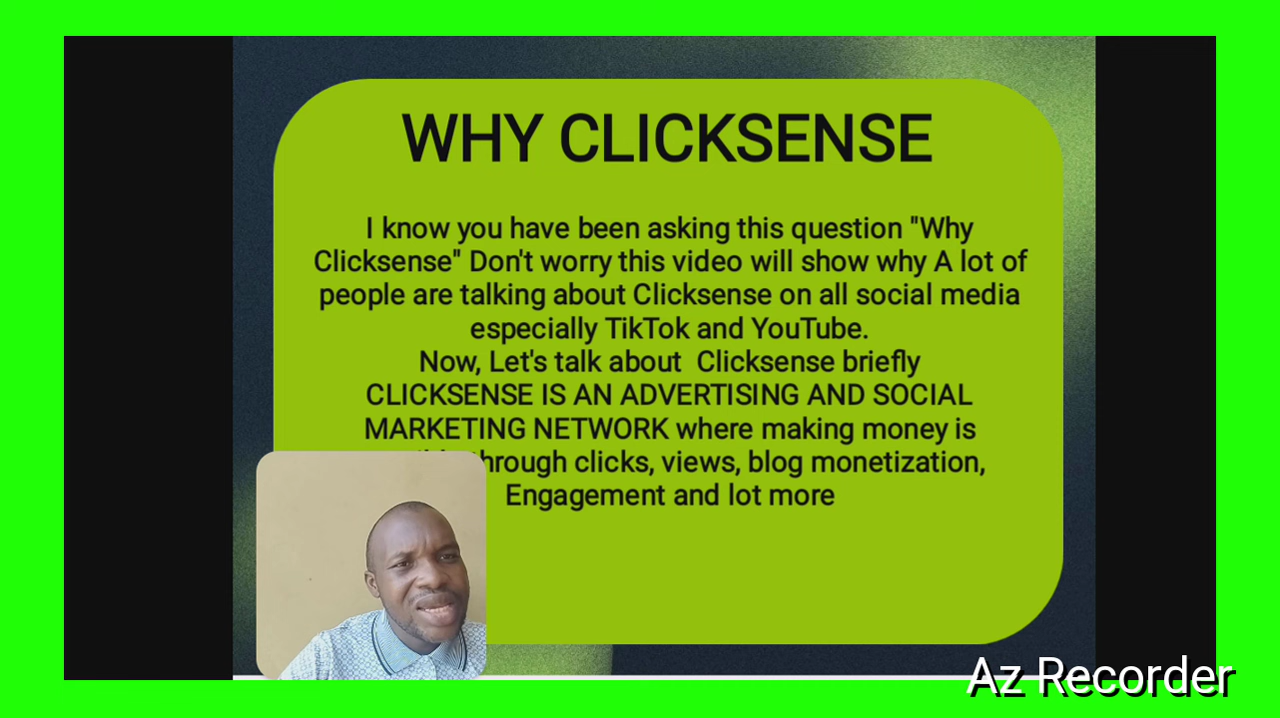 WHY CLICKSENSE
I know you have been asking this question "Why
Clicksense" Don't worry this video will show why A lot of
people are talking about Clicksense on all social media
especially TikTok and YouTube.
Now, Let's talk about Clicksense briefly
CLICKSENSE IS AN ADVERTISING AND SOCIAL
MARKETING NETWORK where making money is
through clicks, views, blog monetization,
Engagement and lot more
Az Recorder